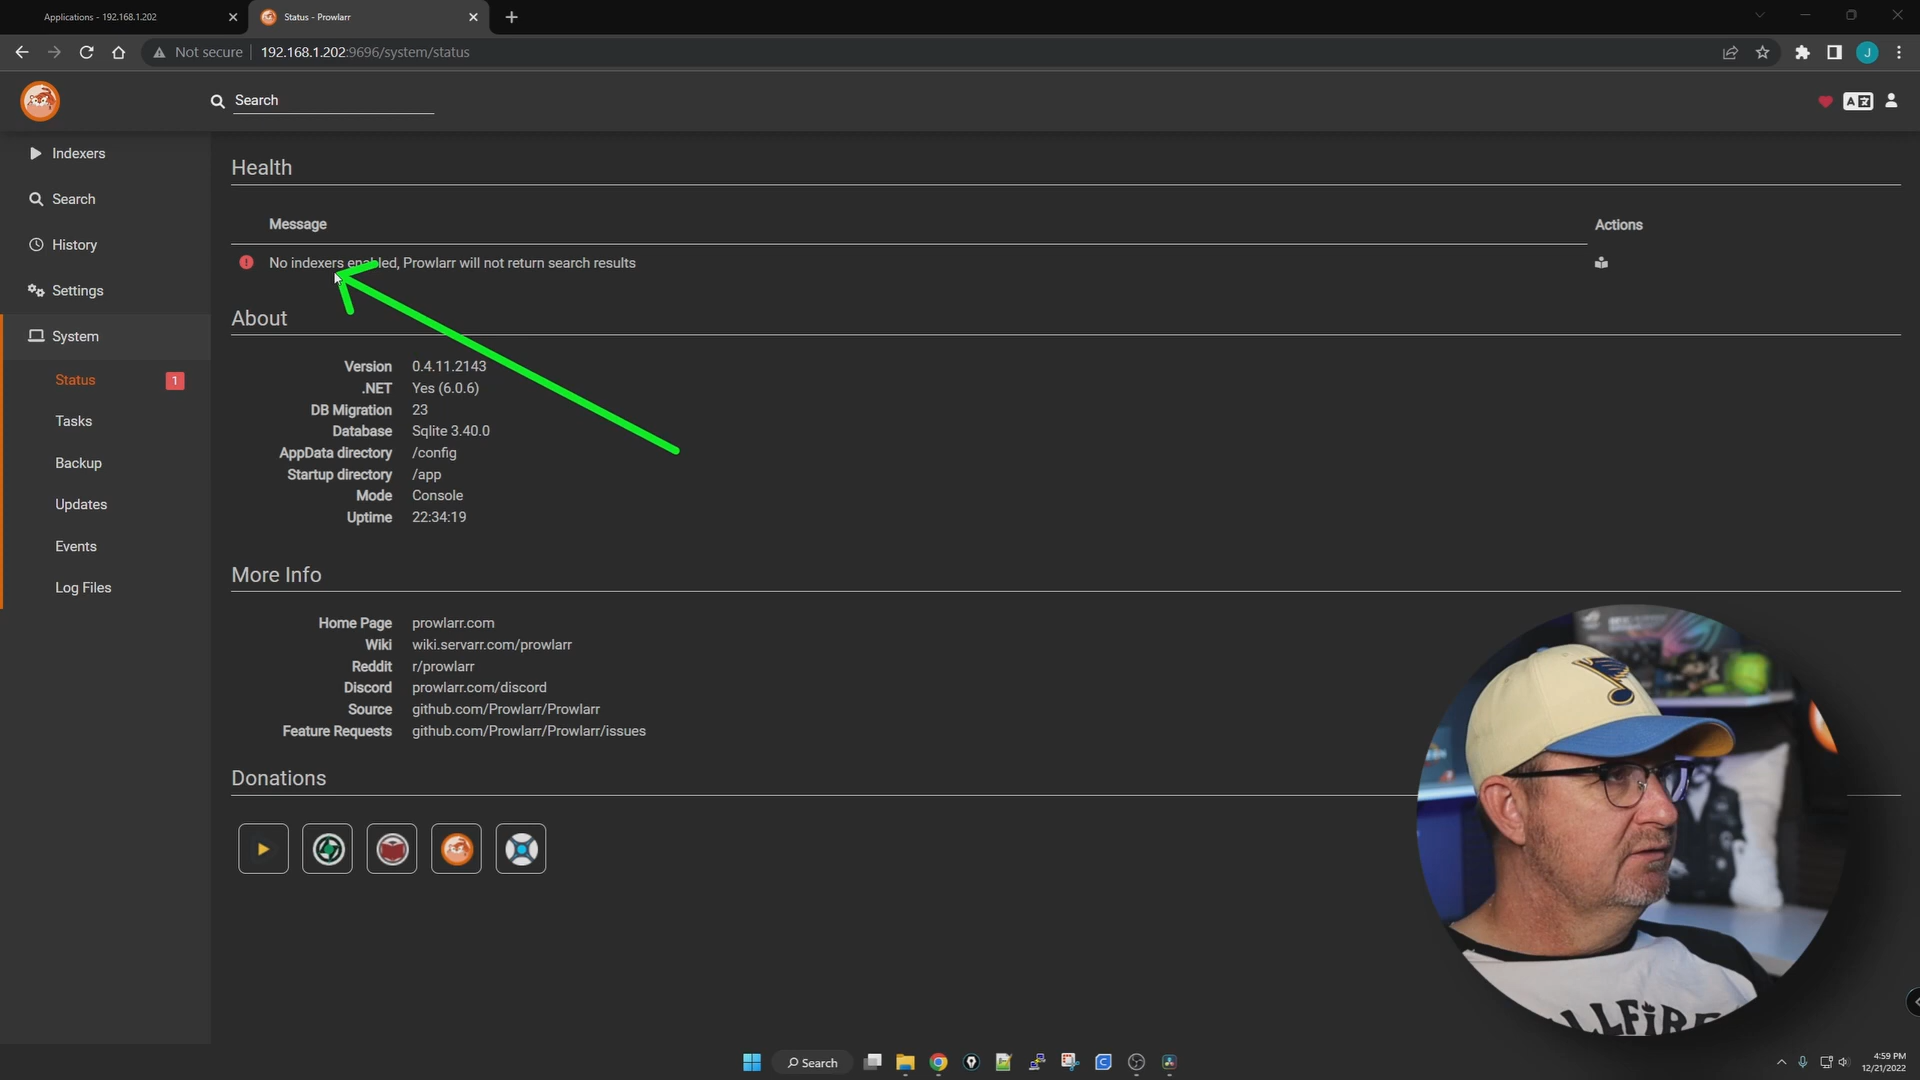 Applications - 192.168.1.202
Status - Prowlarr
Not secure
192.168.1.202:9696/system/status
J
Search
Indexers
Search
History
Settings
System
Status
1
Tasks
Backup
Updates
Events
Log Files
Health
Message
Actions
No indexers enabled, Prowlarr will not return search results
About
Version 0.4.11.2143
.NET Yes (6.0.6)
DB Migration 23
Database Sqlite 3.40.0
AppData directory /config
Startup directory /app
Mode Console
Uptime 22:34:19
More Info
Home Page prowlarr.com
Wiki wiki.servarr.com/prowlarr
Reddit r/prowlarr
Discord prowlarr.com/discord
Source github.com/Prowlarr/Prowlarr
Feature Requests github.com/Prowlarr/Prowlarr/issues
Donations
Search
4:59 PM
12/21/2022